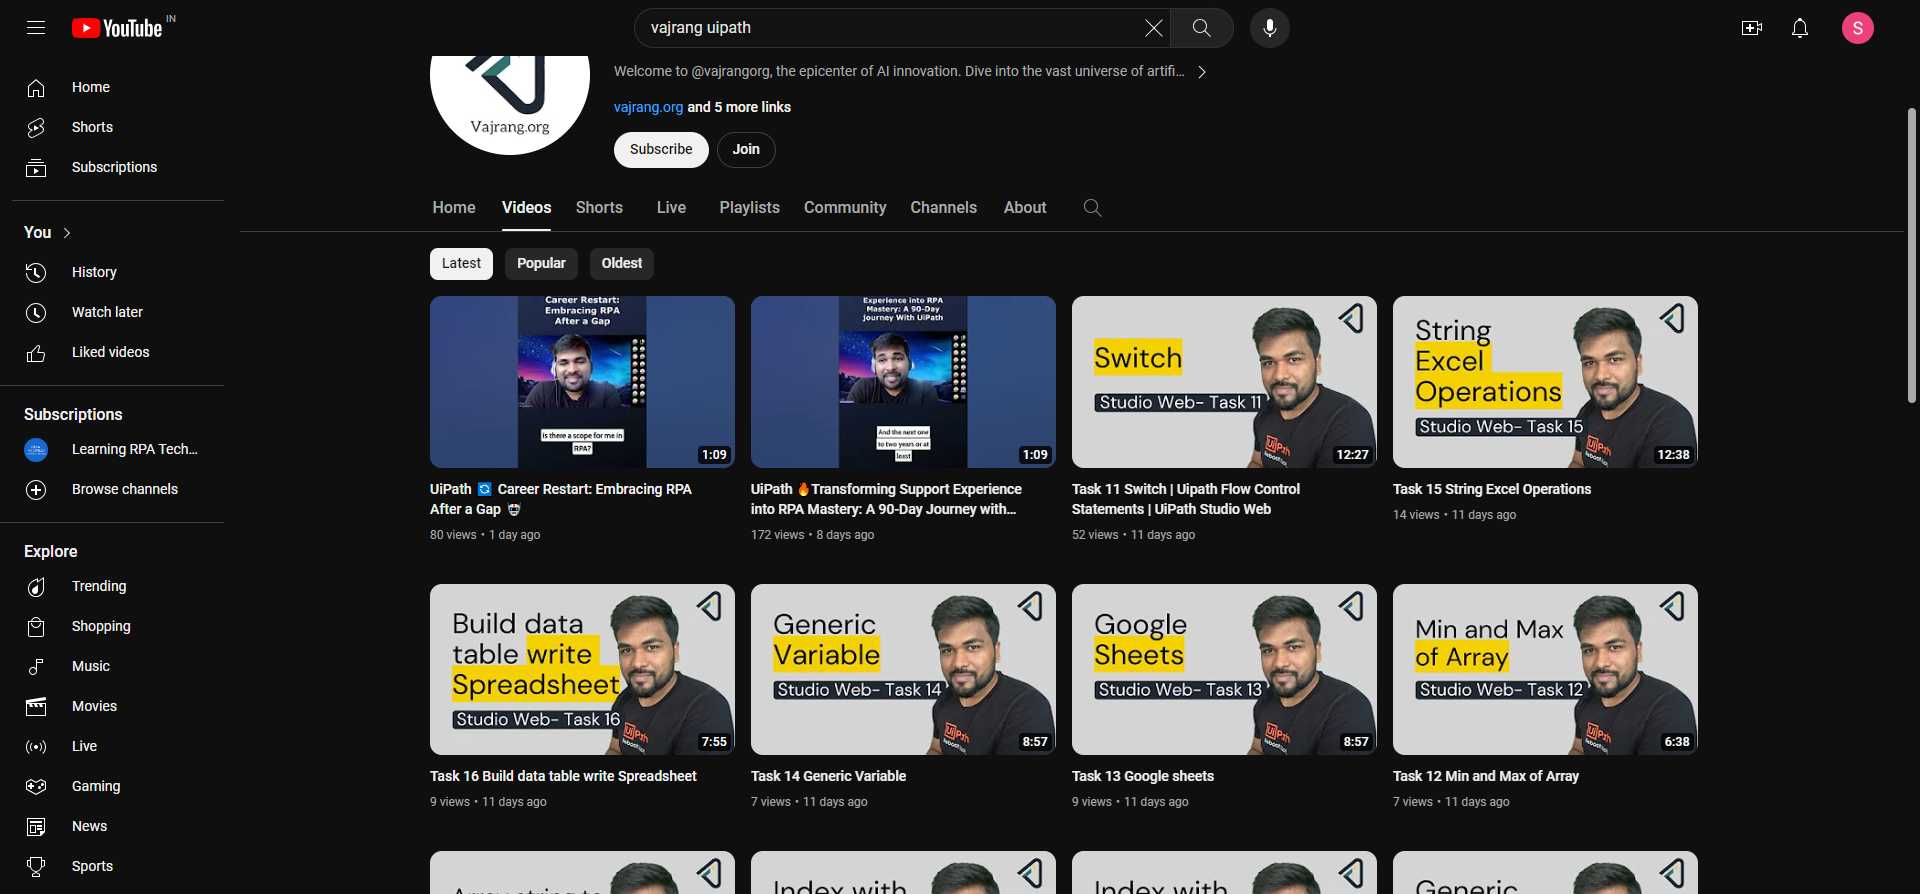 YouTube IN
vajrang uipath
S
Home
Shorts
Subscriptions
You
History
Watch later
Liked videos
Subscriptions
Learning RPA Tech...
Browse channels
Explore
Trending
Shopping
Music
Movies
Live
Gaming
News
Sports
Vajrang.org
Welcome to @vajrangorg, the epicenter of AI innovation. Dive into the vast universe of artifi...
vajrang.org and 5 more links
Subscribe
Join
Home
Videos
Shorts
Live
Playlists
Community
Channels
About
Latest
Popular
Oldest
Career Restart:
Embracing RPA
After a Gap
Is there a scope for me in
RPA?
1:09
UiPath 🔄 Career Restart: Embracing RPA
After a Gap
80 views • 1 day ago
Experience into RPA
Mastery: A 90-Day
Journey With UiPath
And the next one
to two years or at
least
1:09
UiPath 🔥Transforming Support Experience
into RPA Mastery: A 90-Day Journey with...
172 views • 8 days ago
Switch
Studio Web- Task 11
UiPath
12:27
Task 11 Switch | Uipath Flow Control
Statements | UiPath Studio Web
52 views • 11 days ago
String
Excel
Operations
Studio Web- Task 15
UiPath
12:38
Task 15 String Excel Operations
14 views • 11 days ago
Build data
table write
Spreadsheet
Studio Web- Task 16
UiPath
7:55
Task 16 Build data table write Spreadsheet
9 views • 11 days ago
Generic
Variable
Studio Web- Task 14
UiPath
8:57
Task 14 Generic Variable
7 views • 11 days ago
Google
Sheets
Studio Web- Task 13
UiPath
8:57
Task 13 Google sheets
9 views • 11 days ago
Min and Max
of Array
Studio Web- Task 12
UiPath
6:38
Task 12 Min and Max of Array
7 views • 11 days ago
Array string to
Index with
Index with
Generic